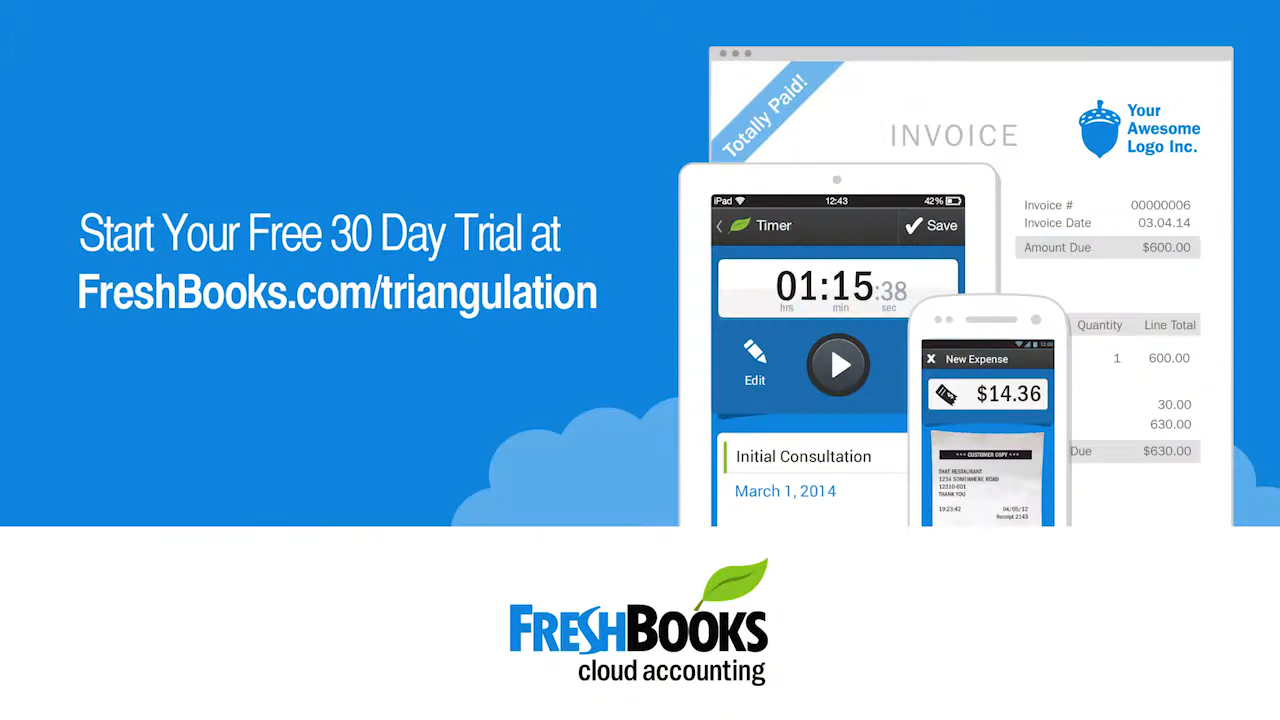 Start Your Free 30 Day Trial at
FreshBooks.com/triangulation
Totally Paid!
INVOICE
Your
Awesome
Logo Inc.
Invoice # 00000006
Invoice Date 03.04.14
Amount Due $600.00
Quantity Line Total
1 600.00
30.00
630.00
Due $630.00
iPad 12:43 42%
Timer Save
01:15:38
hrs min sec
Edit
Initial Consultation
March 1, 2014
12:00
New Expense
$14.36
*** CUSTOMER COPY ***
THAT RESTAURANT
1234 SOMEWHERE ROAD
12310-001
THANK YOU
19:23:42 04/05/12
Receipt 2143
FRESHBOOKS
cloud accounting